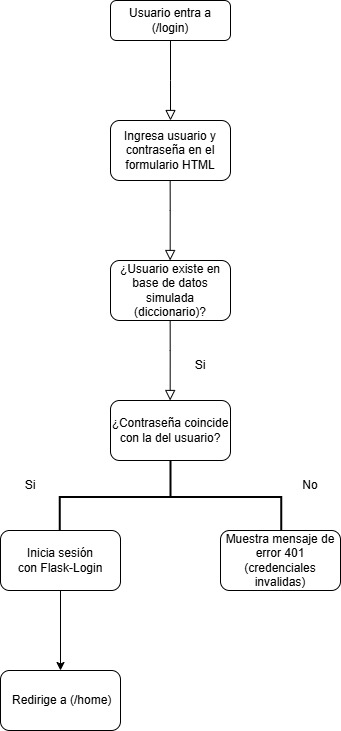 Usuario entra a
(/login)
Ingresa usuario y
contraseña en el
formulario HTML
¿Usuario existe en
base de datos
simulada
(diccionario)?
Si
¿Contraseña coincide
con la del usuario?
Si
No
Inicia sesión
con Flask-Login
Muestra mensaje de
error 401
(credenciales
invalidas)
Redirige a (/home)